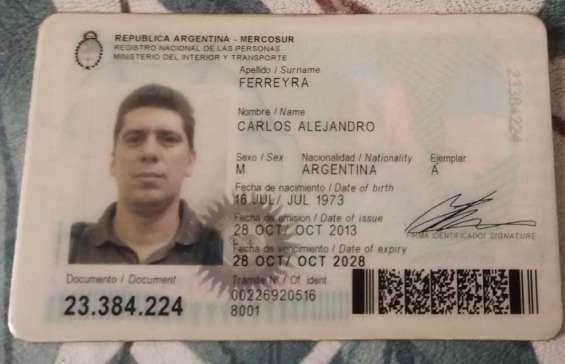 REPUBLICA ARGENTINA - MERCOSUR
REGISTRO NACIONAL DE LAS PERSONAS
MINISTERIO DEL INTERIOR Y TRANSPORTE
Apellido / Surname
FERREYRA
Nombre / Name
CARLOS ALEJANDRO
Sexo / Sex Nacionalidad / Nationality Ejemplar
M ARGENTINA A
Fecha de nacimiento / Date of birth
16 JUL/ JUL 1973
Fecha de emisión / Date of issue
28 OCT/ OCT 2013
FIRMA IDENTIFICADO/ SIGNATURE
Fecha de vencimiento / Date of expiry
28 OCT/ OCT 2028
Documento / Document Tramite N° / Of. ident.
23.384.224 00226920516
8001
23384224